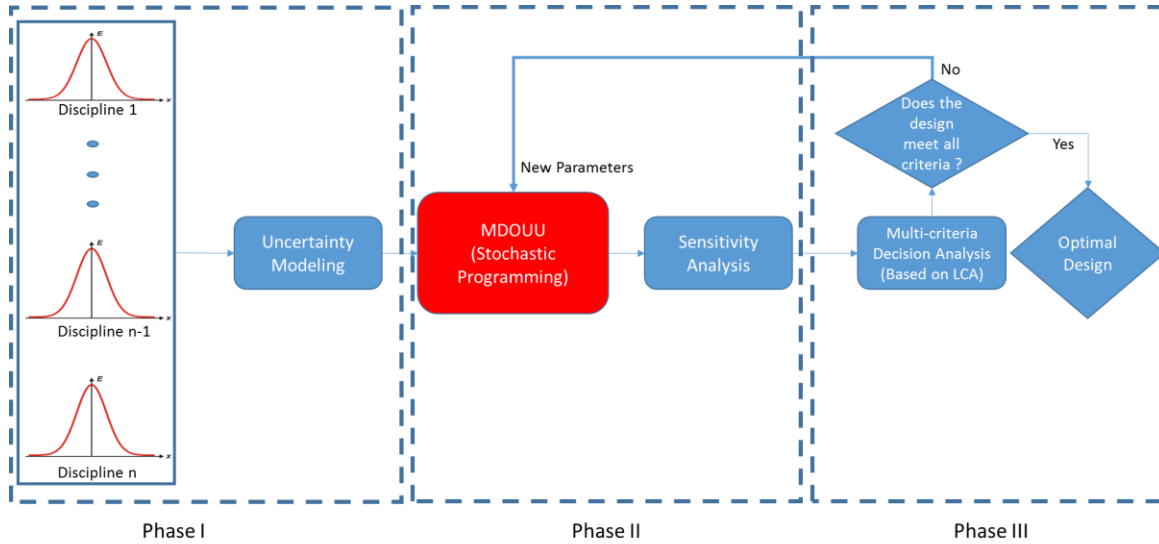 E
x
Discipline 1
E
x
Discipline n-1
E
x
Discipline n
Uncertainty
Modeling
Phase I
New Parameters
MDOUU
(Stochastic
Programming)
Sensitivity
Analysis
Phase II
No
Does the
design
meet all
criteria ?
Yes
Multi-criteria
Decision Analysis
(Based on LCA)
Optimal
Design
Phase III